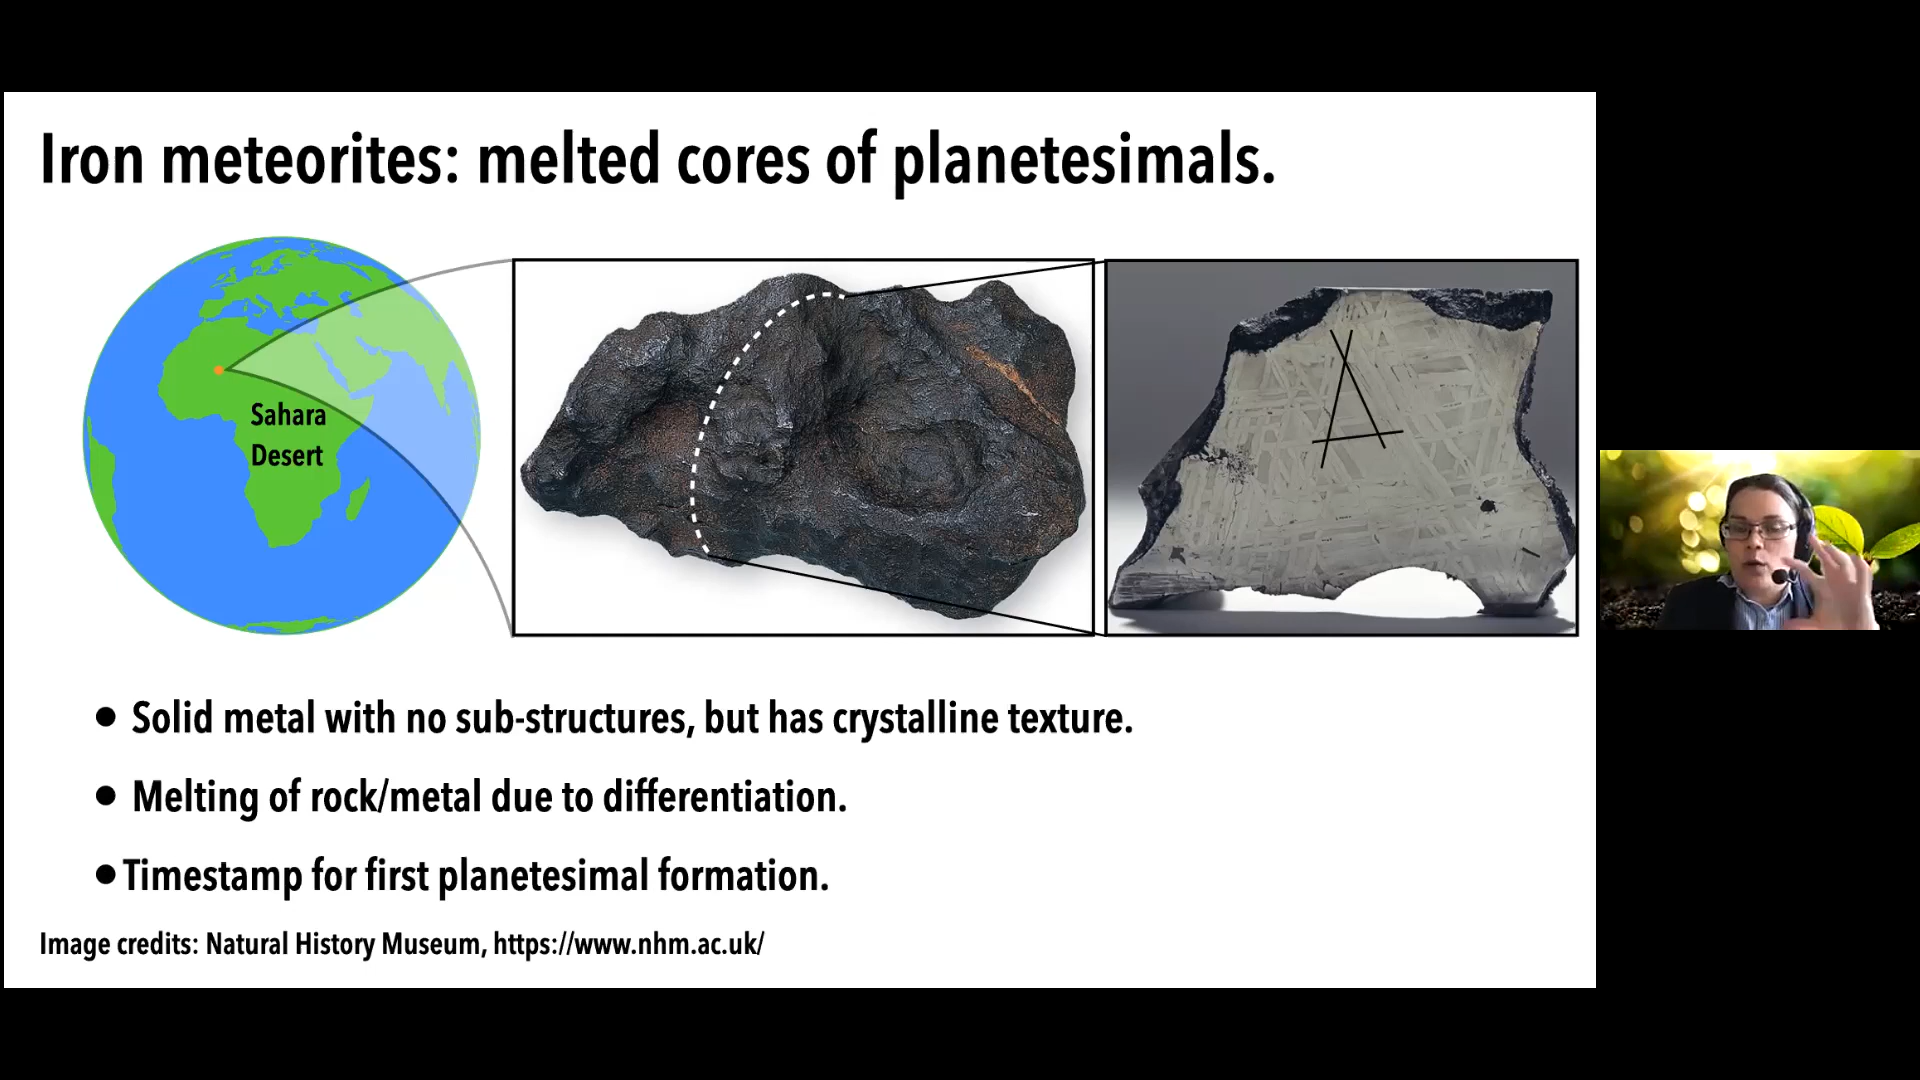 Iron meteorites: melted cores of planetesimals.
Sahara
Desert
● Solid metal with no sub-structures, but has crystalline texture.
● Melting of rock/metal due to differentiation.
● Timestamp for first planetesimal formation.
Image credits: Natural History Museum, https://www.nhm.ac.uk/